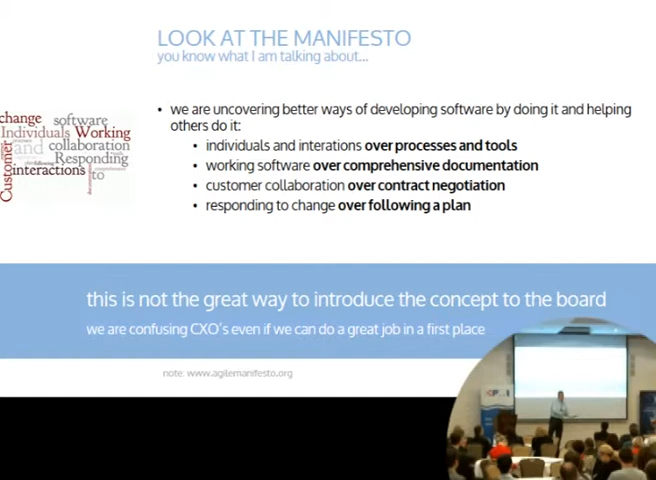 LOOK AT THE MANIFESTO
you know what I am talking about...
change software
Individuals Working
and collaboration
Customer Responding
interactions to
• we are uncovering better ways of developing software by doing it and helping
others do it:
• individuals and interations over processes and tools
• working software over comprehensive documentation
• customer collaboration over contract negotiation
• responding to change over following a plan
this is not the great way to introduce the concept to the board
we are confusing CXO's even if we can do a great job in a first place
note: www.agilemanifesto.org